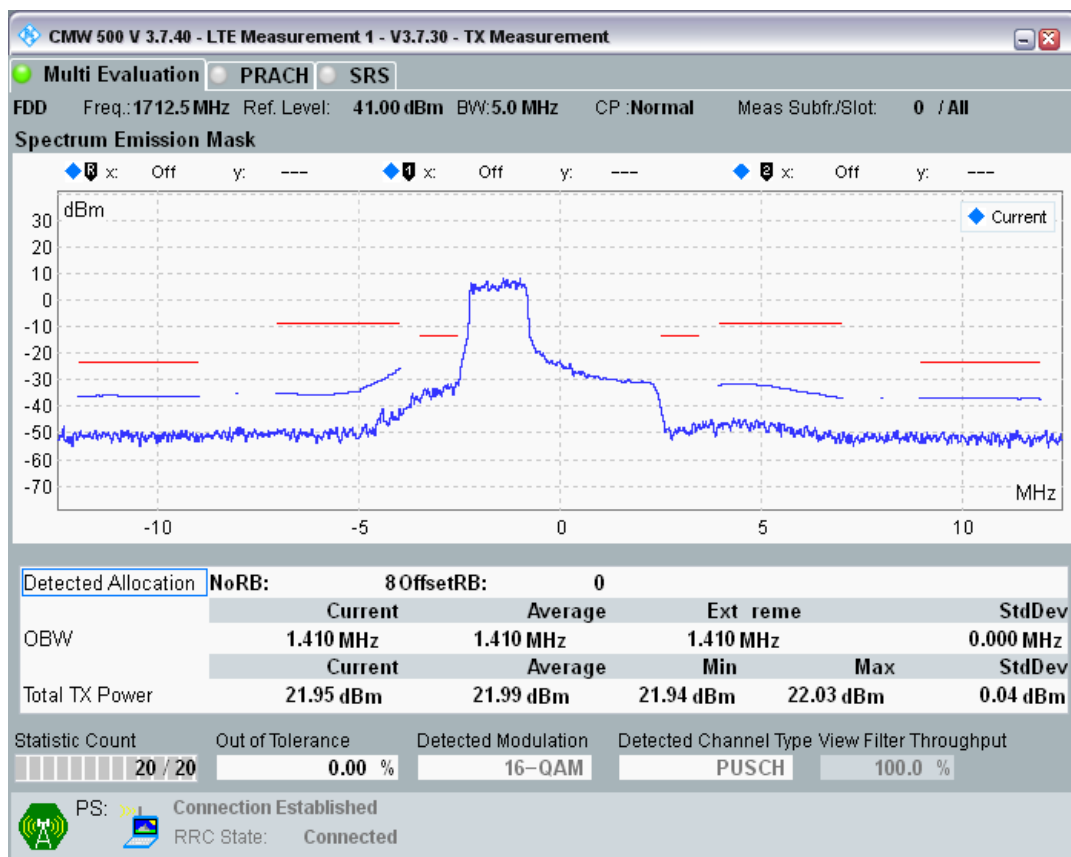 CMW 500 V 3.7.40 - LTE Measurement 1 - V3.7.30 - TX Measurement
Multi Evaluation PRACH SRS
FDD Freq.: 1712.5 MHz Ref. Level: 41.00 dBm BW: 5.0 MHz CP : Normal Meas Subfr./Slot: 0 / All
Spectrum Emission Mask
R x: Off y: --- 1 x: Off y: --- 2 x: Off y: ---
dBm
Current
30
20
10
0
-10
-20
-30
-40
-50
-60
-70
MHz
-10 -5 0 5 10
Detected Allocation NoRB: 8 OffsetRB: 0
Current Average Ext reme StdDev
OBW 1.410 MHz 1.410 MHz 1.410 MHz 0.000 MHz
Current Average Min Max StdDev
Total TX Power 21.95 dBm 21.99 dBm 21.94 dBm 22.03 dBm 0.04 dBm
Statistic Count Out of Tolerance Detected Modulation Detected Channel Type View Filter Throughput
20 / 20 0.00 % 16-QAM PUSCH 100.0 %
PS: Connection Established
RRC State: Connected